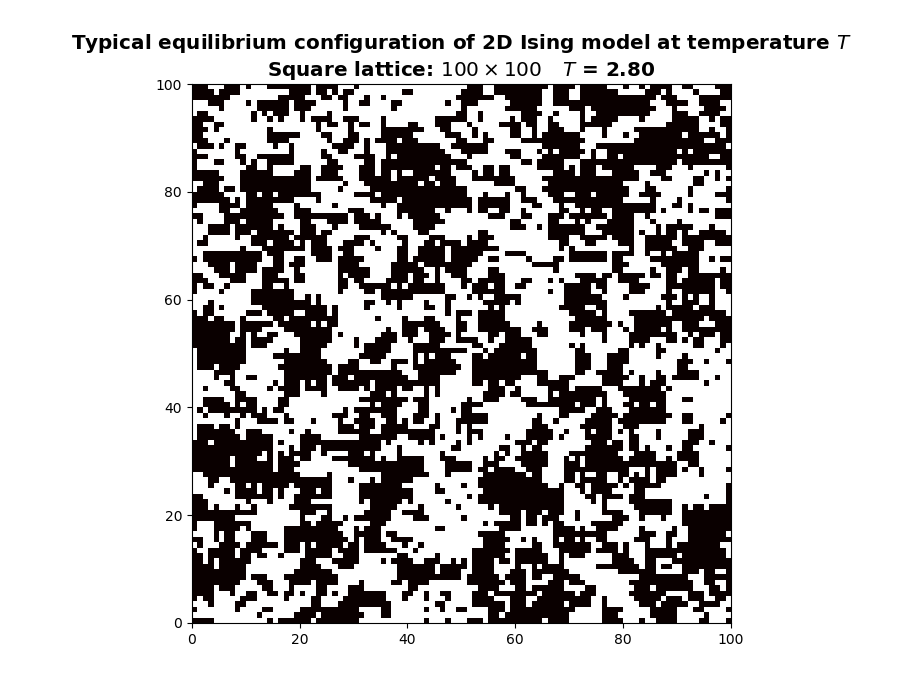 Typical equilibrium configuration of 2D Ising model at temperature T
Square lattice: 100 × 100 T = 2.80
100
80
60
40
20
0
0 20 40 60 80 100